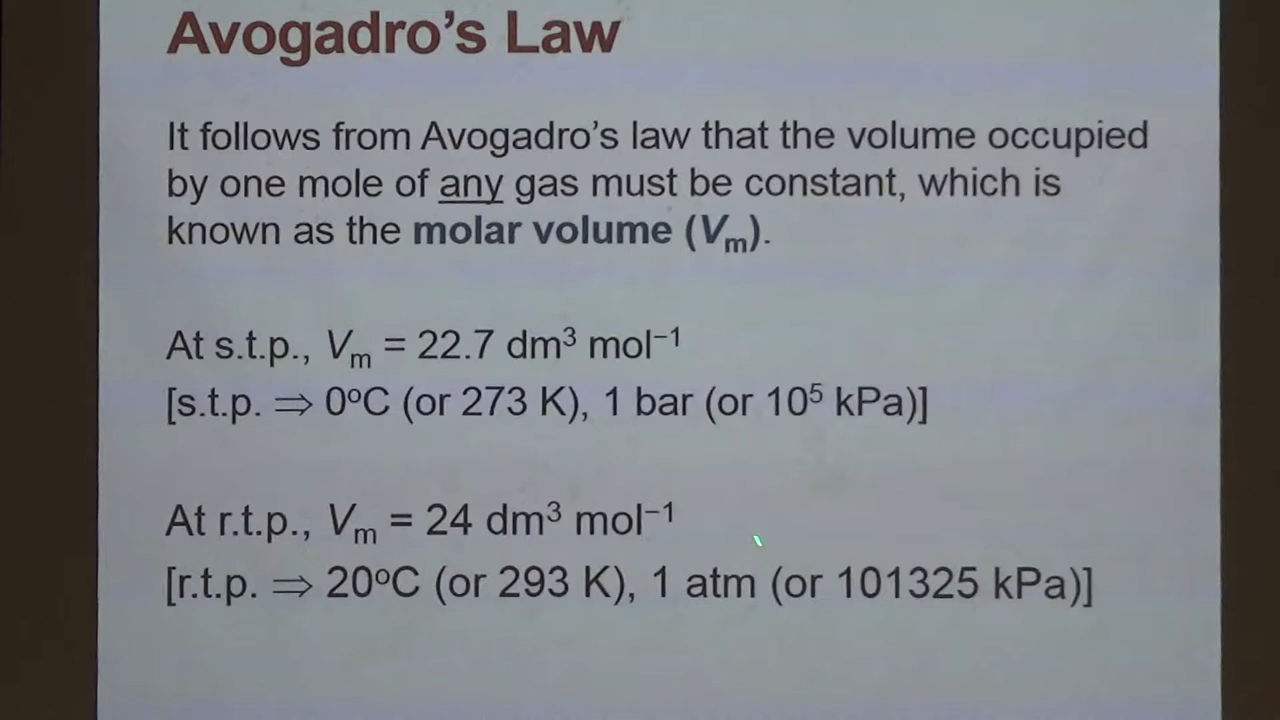 Avogadro’s Law
It follows from Avogadro’s law that the volume occupied
by one mole of any gas must be constant, which is
known as the molar volume (Vₘ).
At s.t.p., Vₘ = 22.7 dm³ mol⁻¹
[s.t.p. ⇒ 0ᵒC (or 273 K), 1 bar (or 10⁵ kPa)]
At r.t.p., Vₘ = 24 dm³ mol⁻¹
[r.t.p. ⇒ 20ᵒC (or 293 K), 1 atm (or 101325 kPa)]